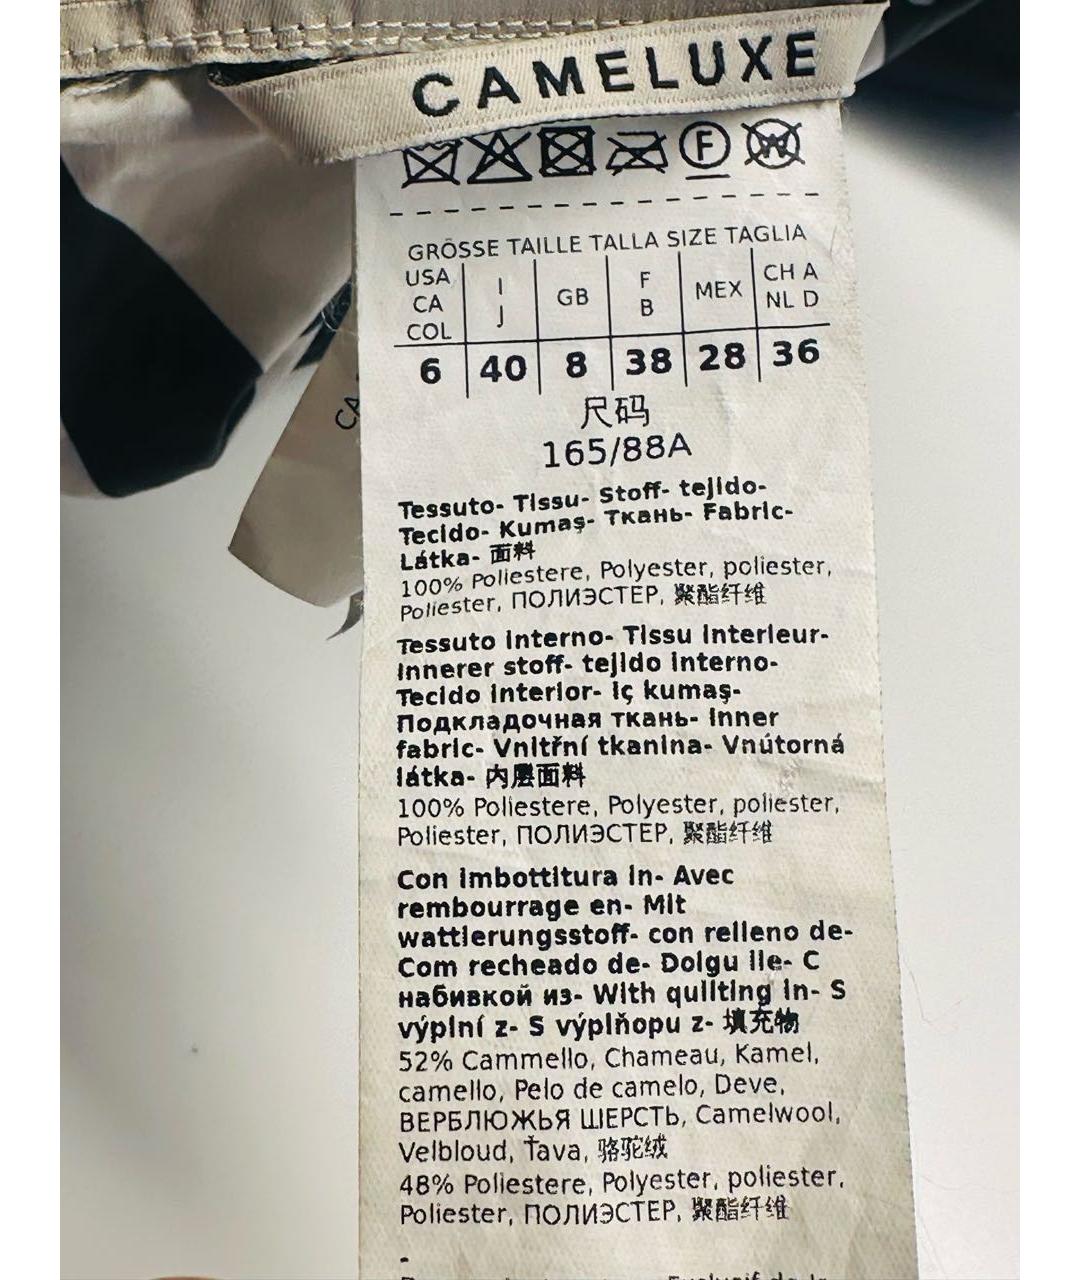 CAMELUXE
F
W
GRÖSSE TAILLE TALLA SIZE TAGLIA
USA CA COL I J GB F B MEX CH A NL D
6 40 8 38 28 36
尺码
165/88A
Tessuto- Tissu- Stoff- tejido-
Tecido- Kumaş- Ткань- Fabric-
Látka- 面料
100% Poliestere, Polyester, poliester,
Poliester, ПОЛИЭСТЕР, 聚酯纤维
Tessuto interno- Tissu interieur-
Innerer stoff- tejido interno-
Tecido interior- iç kumaş-
Подкладочная ткань- Inner
fabric- Vnitřní tkanina- Vnútorná
látka- 内层面料
100% Poliestere, Polyester, poliester,
Poliester, ПОЛИЭСТЕР, 聚酯纤维
Con imbottitura in- Avec
rembourrage en- Mit
wattierungsstoff- con relleno de-
Com recheado de- Dolgu ile- С
набивкой из- With quilting in- S
výplní z- S výplňopu z- 填充物
52% Cammello, Chameau, Kamel,
camello, Pelo de camelo, Deve,
ВЕРБЛЮЖЬЯ ШЕРСТЬ, Camelwool,
Velbloud, Ťava, 骆驼绒
48% Poliestere, Polyester, poliester,
Poliester, ПОЛИЭСТЕР, 聚酯纤维
-
CA